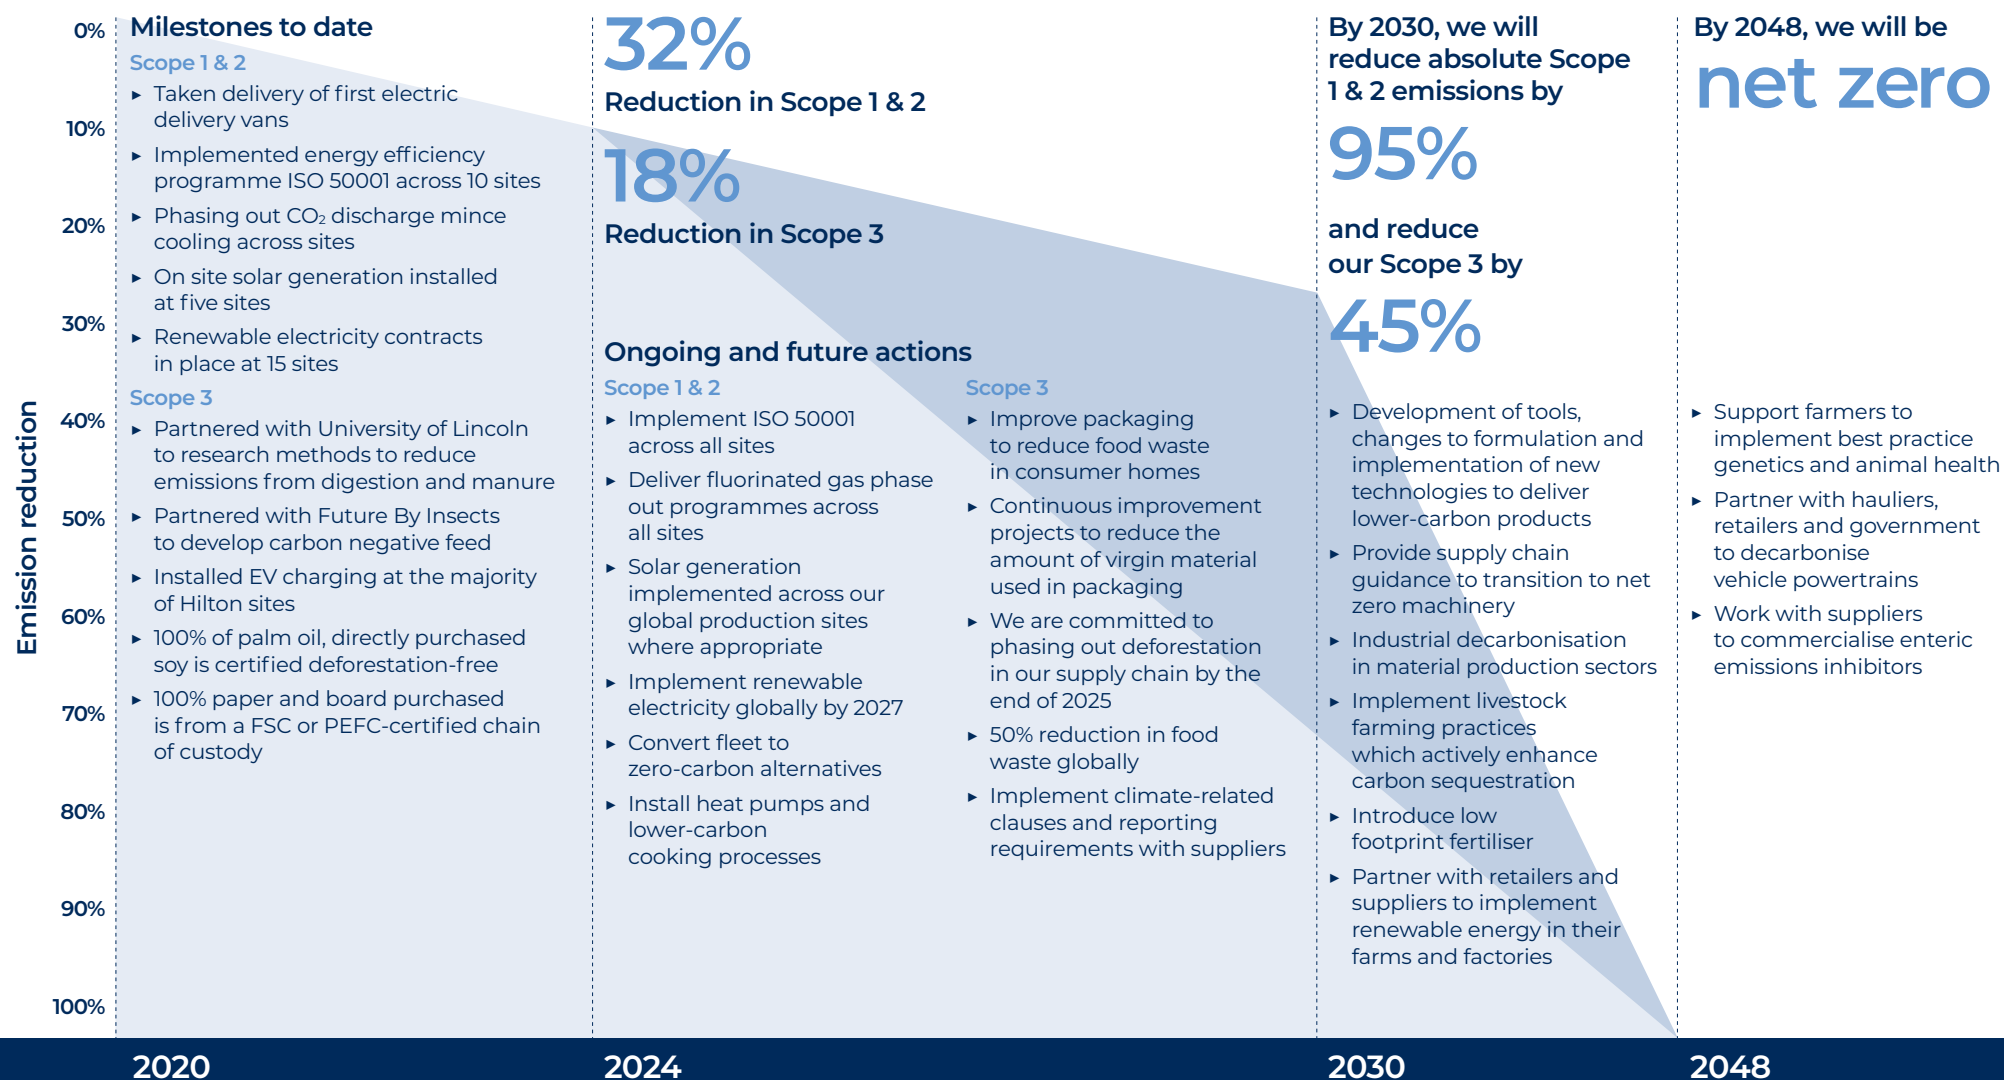 Emission reduction
0%
10%
20%
30%
40%
50%
60%
70%
80%
90%
100%
Milestones to date
Scope 1 & 2
► Taken delivery of first electric
delivery vans
► Implemented energy efficiency
programme ISO 50001 across 10 sites
► Phasing out CO₂ discharge mince
cooling across sites
► On site solar generation installed
at five sites
► Renewable electricity contracts
in place at 15 sites
Scope 3
► Partnered with University of Lincoln
to research methods to reduce
emissions from digestion and manure
► Partnered with Future By Insects
to develop carbon negative feed
► Installed EV charging at the majority
of Hilton sites
► 100% of palm oil, directly purchased
soy is certified deforestation-free
► 100% paper and board purchased
is from a FSC or PEFC-certified chain
of custody
32%
Reduction in Scope 1 & 2
18%
Reduction in Scope 3
Ongoing and future actions
Scope 1 & 2
► Implement ISO 50001
across all sites
► Deliver fluorinated gas phase
out programmes across
all sites
► Solar generation
implemented across our
global production sites
where appropriate
► Implement renewable
electricity globally by 2027
► Convert fleet to
zero-carbon alternatives
► Install heat pumps and
lower-carbon
cooking processes
Scope 3
► Improve packaging
to reduce food waste
in consumer homes
► Continuous improvement
projects to reduce the
amount of virgin material
used in packaging
► We are committed to
phasing out deforestation
in our supply chain by the
end of 2025
► 50% reduction in food
waste globally
► Implement climate-related
clauses and reporting
requirements with suppliers
By 2030, we will
reduce absolute Scope
1 & 2 emissions by
95%
and reduce
our Scope 3 by
45%
► Development of tools,
changes to formulation and
implementation of new
technologies to deliver
lower-carbon products
► Provide supply chain
guidance to transition to net
zero machinery
► Industrial decarbonisation
in material production sectors
► Implement livestock
farming practices
which actively enhance
carbon sequestration
► Introduce low
footprint fertiliser
► Partner with retailers and
suppliers to implement
renewable energy in their
farms and factories
By 2048, we will be
net zero
► Support farmers to
implement best practice
genetics and animal health
► Partner with hauliers,
retailers and government
to decarbonise
vehicle powertrains
► Work with suppliers
to commercialise enteric
emissions inhibitors
2020
2024
2030
2048